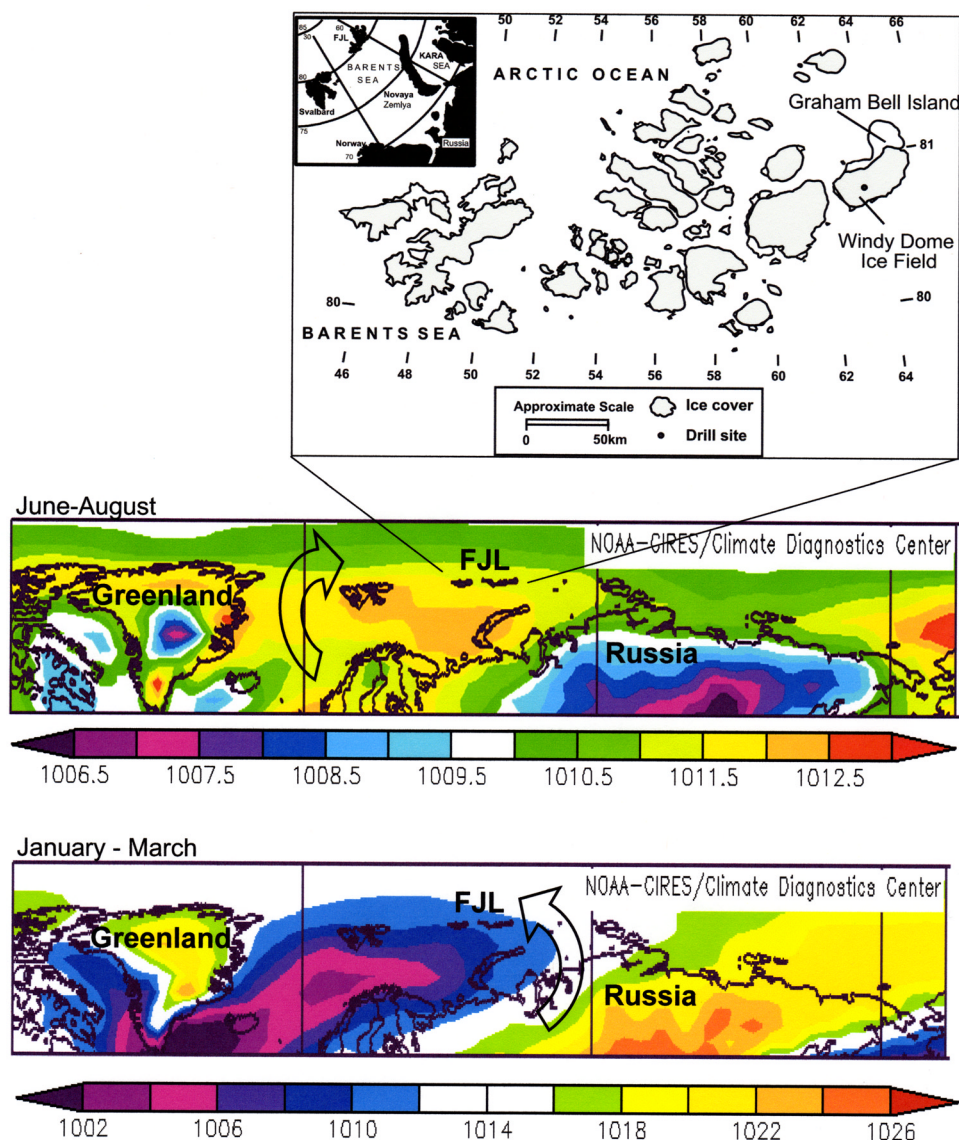 50 52 54 56 58 60 62 64 66
85
30
60
FJL
KARA
SEA
BARENTS
SEA
80
Svalbard
Novaya
Zemlya
75
Norway
70
Russia
ARCTIC OCEAN
Graham Bell Island
81
Windy Dome
Ice Field
80
80
BARENTS SEA
46 48 50 52 54 56 58 60 62 64
Approximate Scale
0 50km
Ice cover
Drill site
June-August
NOAA-CIRES/Climate Diagnostics Center
FJL
Greenland
Russia
1006.5 1007.5 1008.5 1009.5 1010.5 1011.5 1012.5
January - March
NOAA-CIRES/Climate Diagnostics Center
FJL
Greenland
Russia
1002 1006 1010 1014 1018 1022 1026